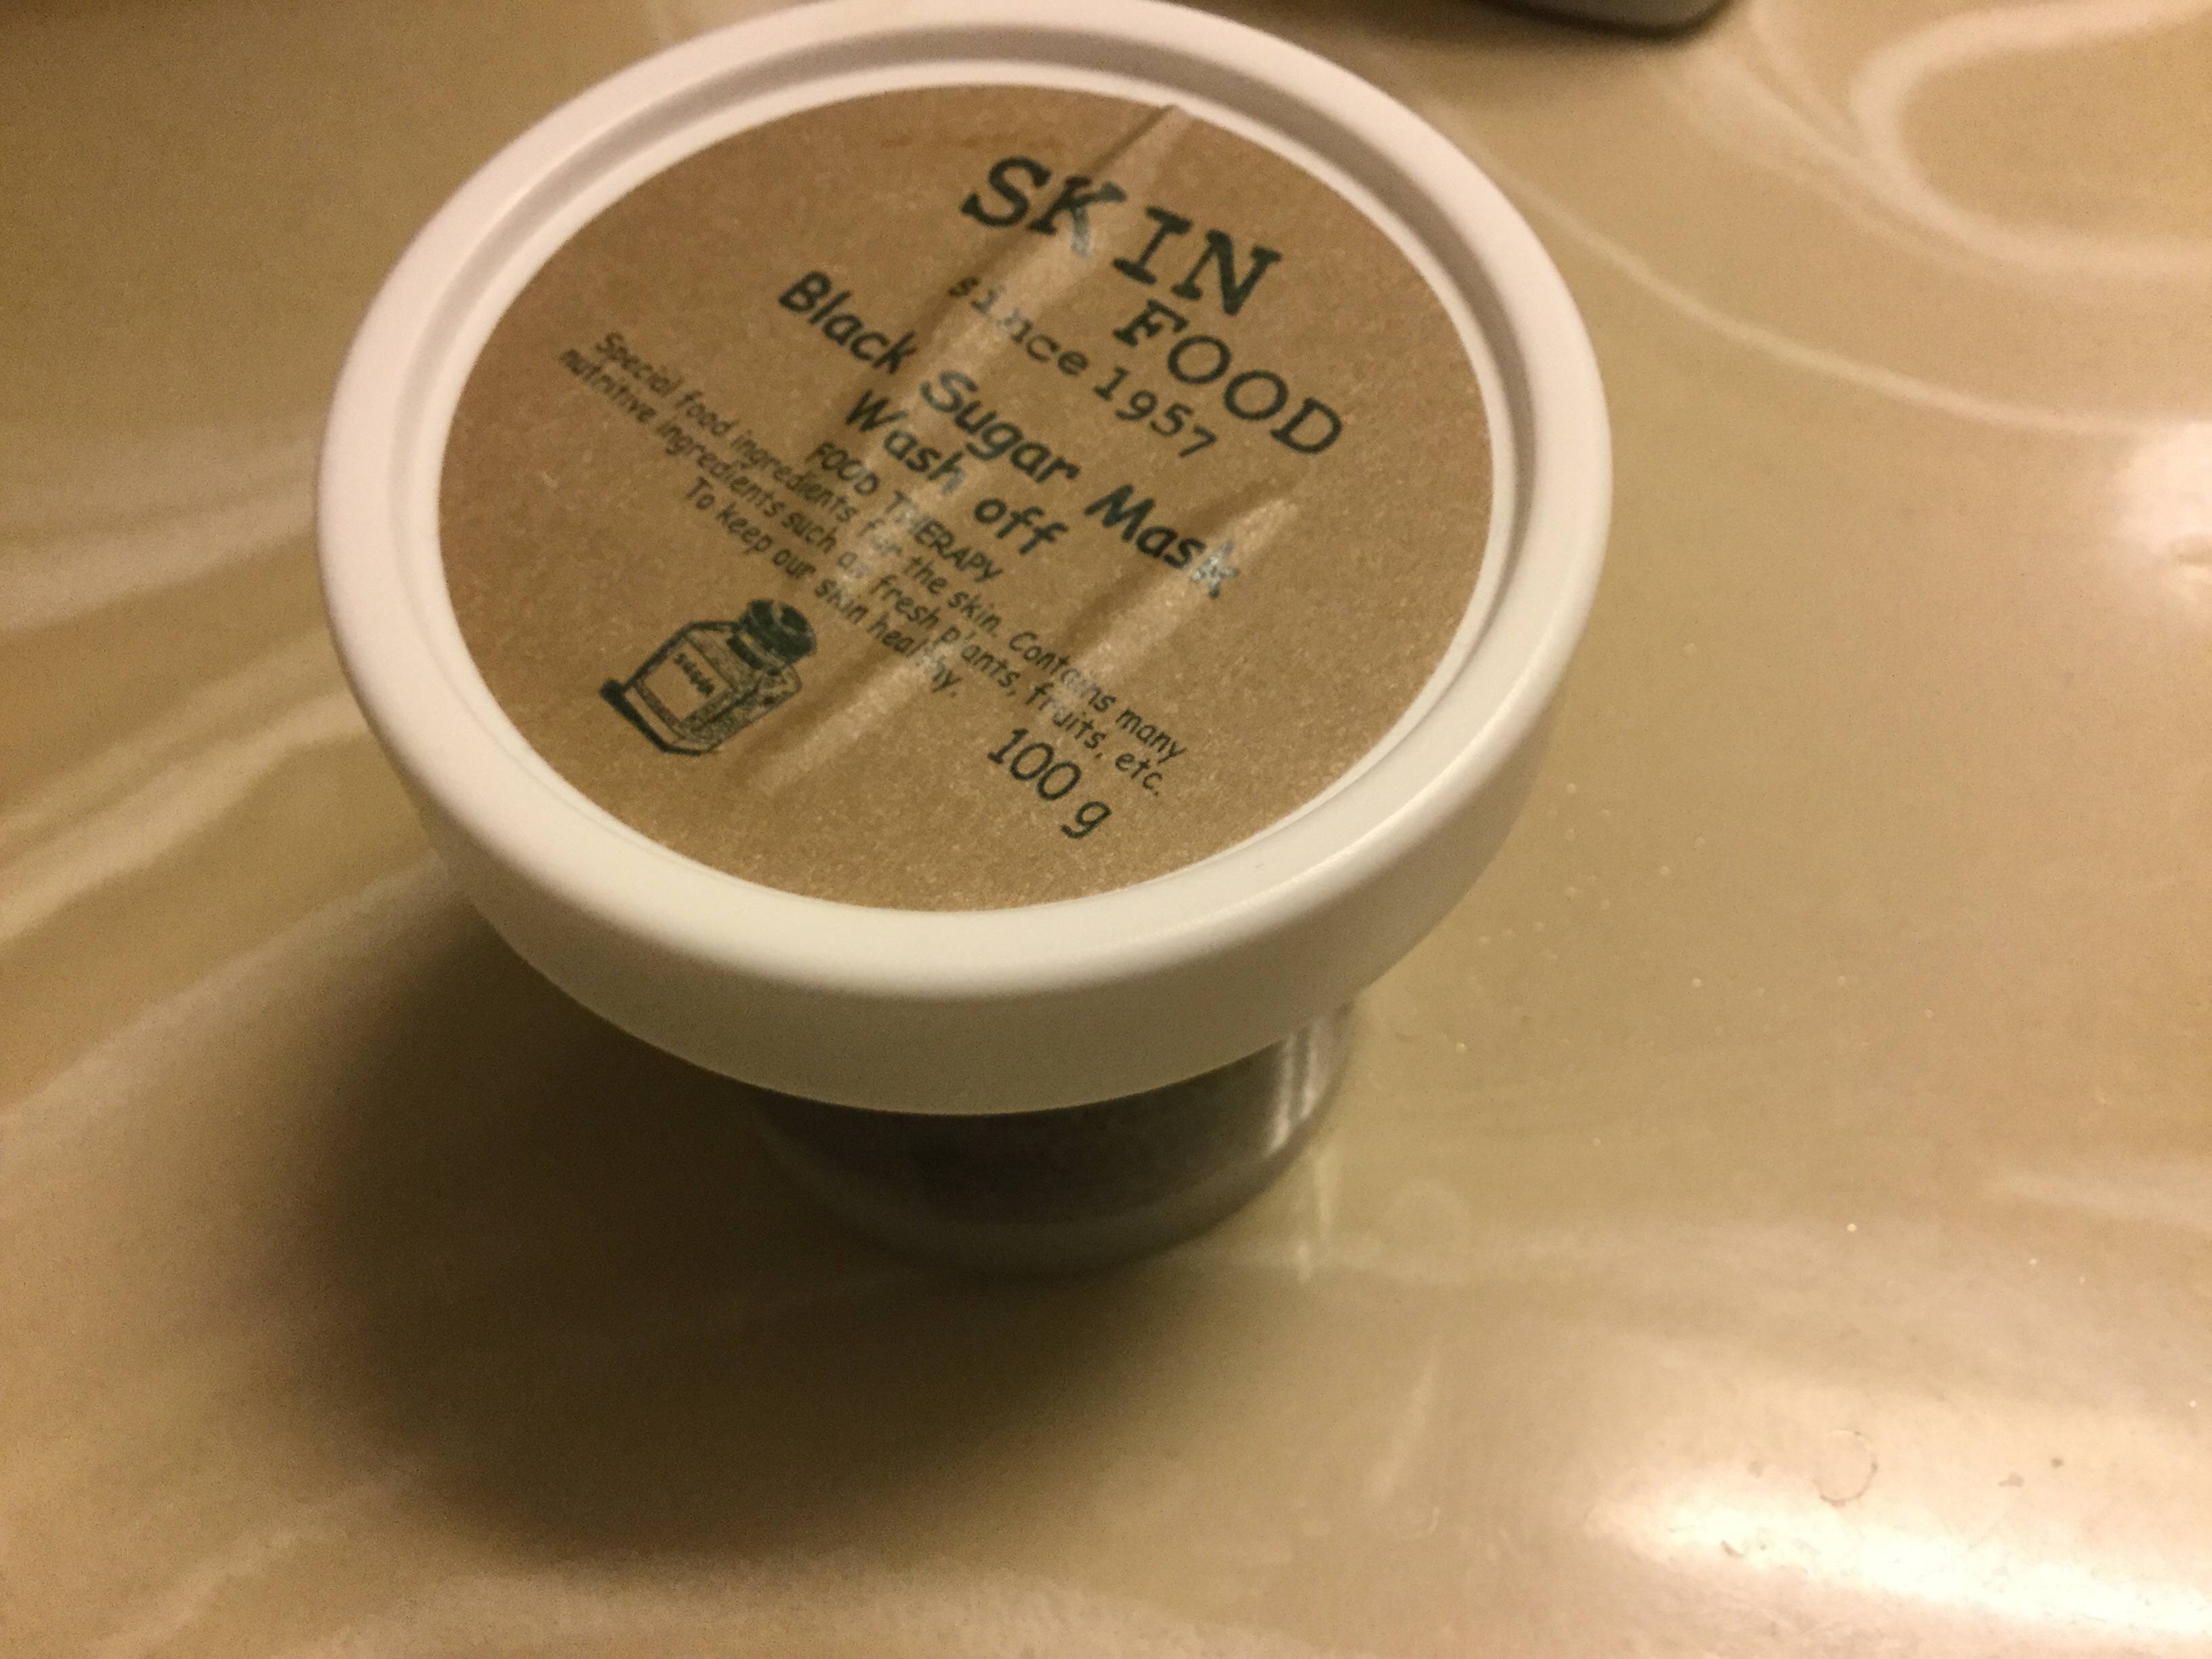 SKIN
FOOD
since 1957
Black Sugar Mask
Wash off
FOOD THERAPY
Special food ingredients for the skin. Contains many
nutritive ingredients such as fresh plants, fruits, etc.
To keep our skin healthy.
SUGAR
100 g